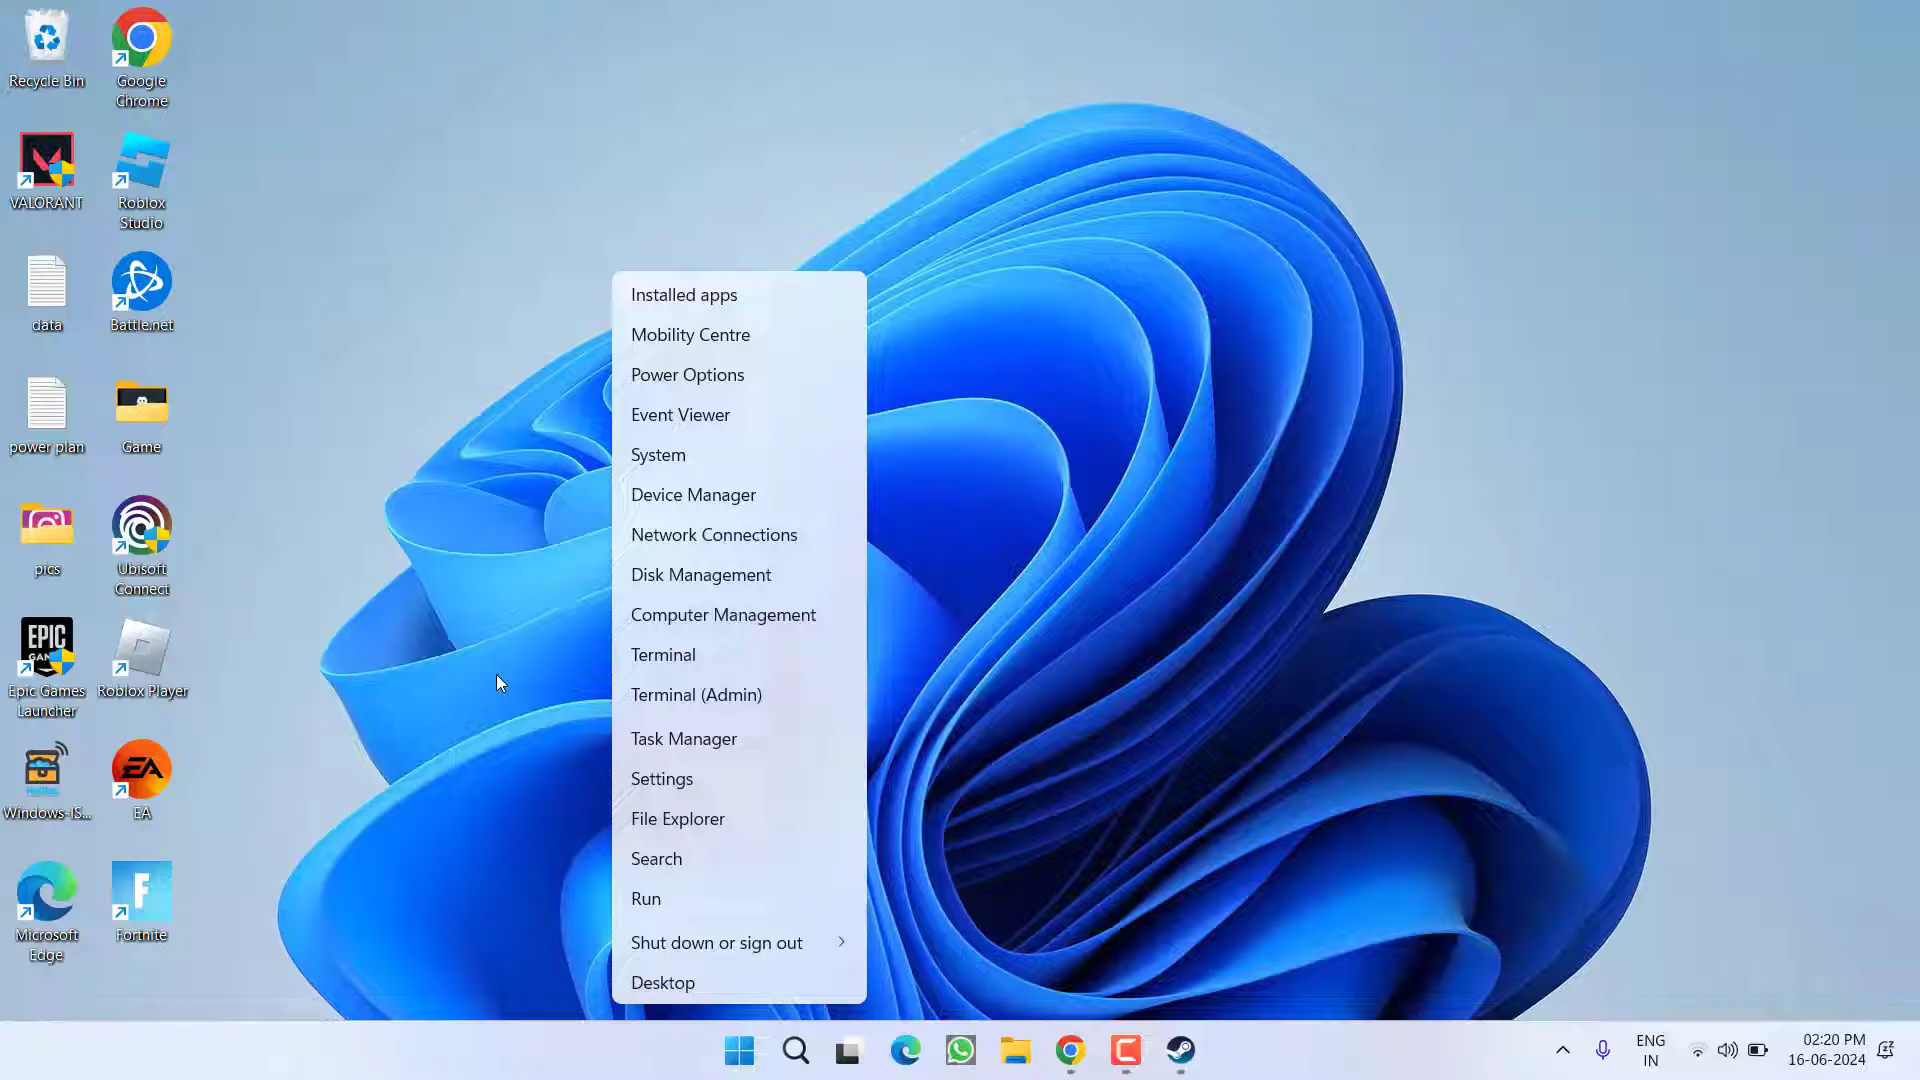 Recycle Bin
Google
Chrome
VALORANT
Roblox
Studio
data
Battle.net
power plan
Game
pics
Ubisoft
Connect
EPIC
GAMES
Epic Games
Launcher
Roblox Player
Windows-IS...
EA
EA
Microsoft
Edge
F
Fortnite
Installed apps
Mobility Centre
Power Options
Event Viewer
System
Device Manager
Network Connections
Disk Management
Computer Management
Terminal
Terminal (Admin)
Task Manager
Settings
File Explorer
Search
Run
Shut down or sign out
Desktop
ENG
IN
02:20 PM
16-06-2024